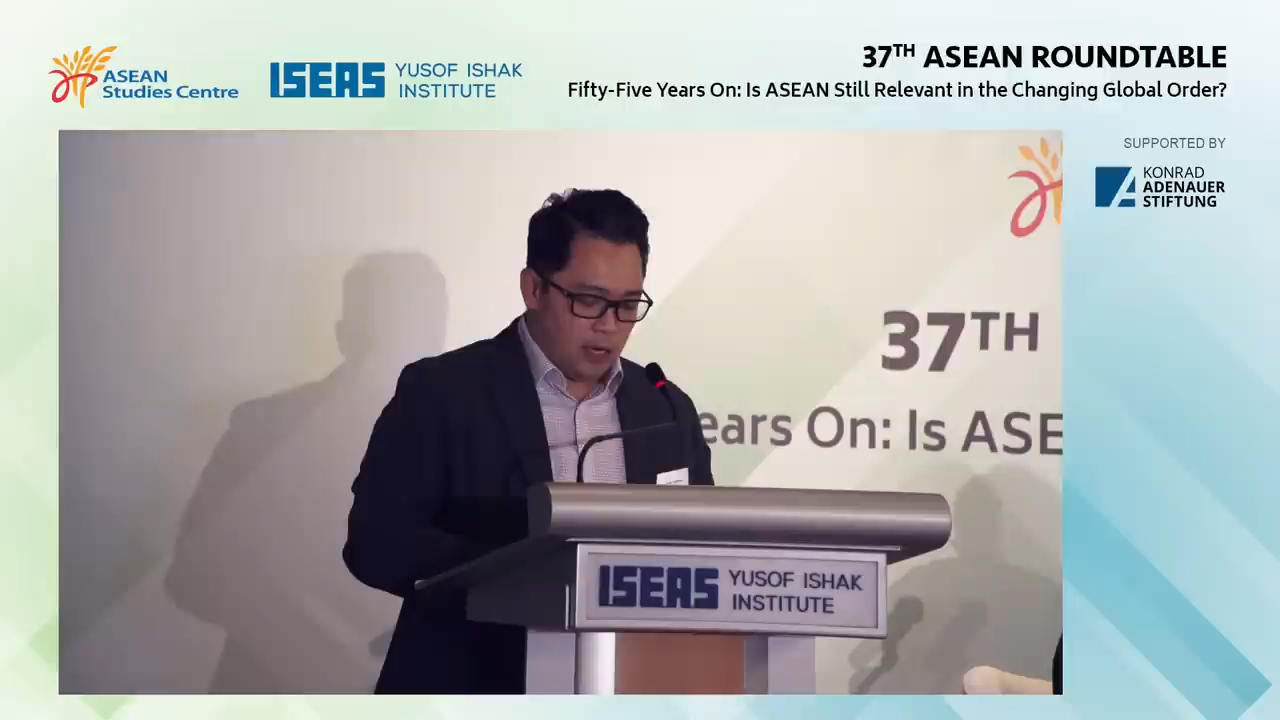 ASEAN
Studies Centre
ISEAS YUSOF ISHAK
INSTITUTE
37TH ASEAN ROUNDTABLE
Fifty-Five Years On: Is ASEAN Still Relevant in the Changing Global Order?
SUPPORTED BY
KONRAD
ADENAUER
STIFTUNG
37TH
ears On: Is ASE
ISEAS YUSOF ISHAK
INSTITUTE